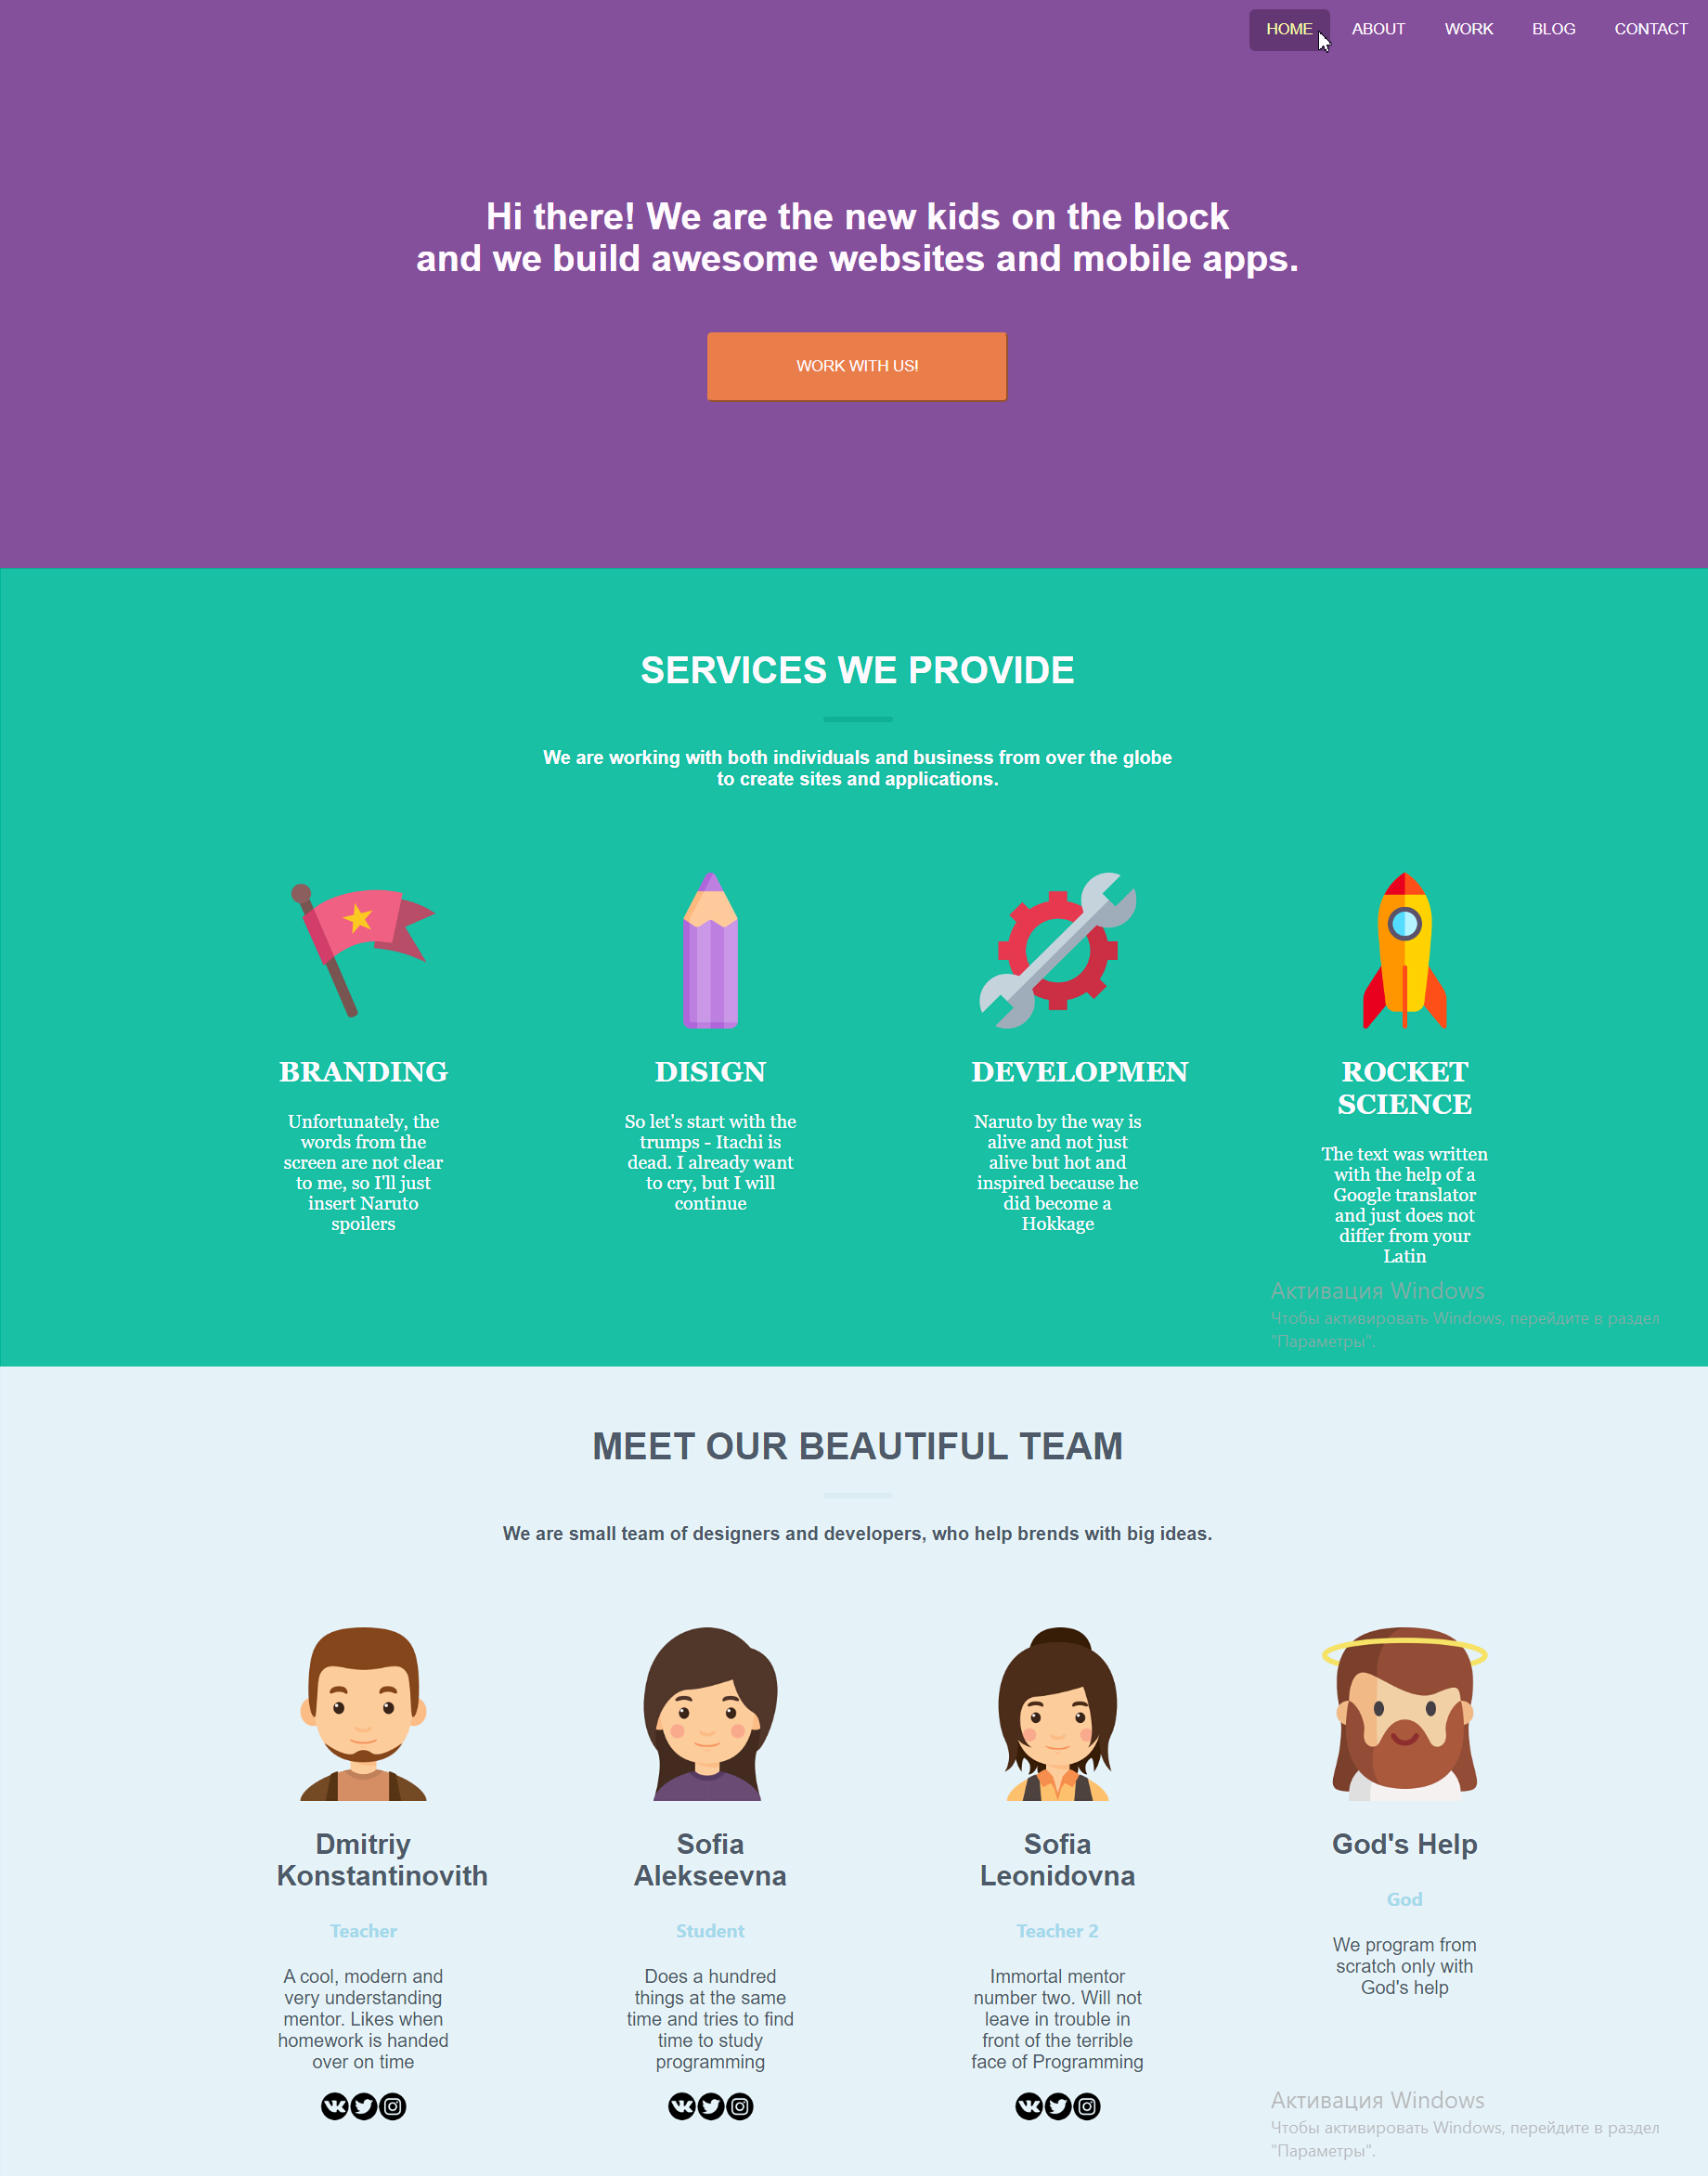 HOME ABOUT WORK BLOG CONTACT
Hi there! We are the new kids on the block
and we build awesome websites and mobile apps.
WORK WITH US!
SERVICES WE PROVIDE
We are working with both individuals and business from over the globe
to create sites and applications.
BRANDING
Unfortunately, the
words from the
screen are not clear
to me, so I'll just
insert Naruto
spoilers
DISIGN
So let's start with the
trumps - Itachi is
dead. I already want
to cry, but I will
continue
DEVELOPMEN
Naruto by the way is
alive and not just
alive but hot and
inspired because he
did become a
Hokkage
ROCKET
SCIENCE
The text was written
with the help of a
Google translator
and just does not
differ from your
Latin
Активация Windows
Чтобы активировать Windows, перейдите в раздел
"Параметры".
MEET OUR BEAUTIFUL TEAM
We are small team of designers and developers, who help brends with big ideas.
Dmitriy
Konstantinovith
Teacher
A cool, modern and
very understanding
mentor. Likes when
homework is handed
over on time
Sofia
Alekseevna
Student
Does a hundred
things at the same
time and tries to find
time to study
programming
Sofia
Leonidovna
Teacher 2
Immortal mentor
number two. Will not
leave in trouble in
front of the terrible
face of Programming
God's Help
God
We program from
scratch only with
God's help
Активация Windows
Чтобы активировать Windows, перейдите в раздел
"Параметры".